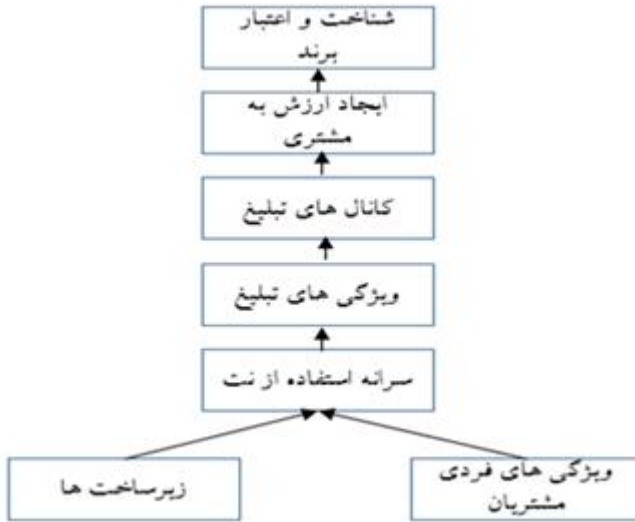 شناخت و اعتبار
برند
ایجاد ارزش به
مشتری
کانال های تبلیغ
ویژگی های تبلیغ
سرانه استفاده از نت
ویژگی های فردی
مشتریان
زیرساخت ها